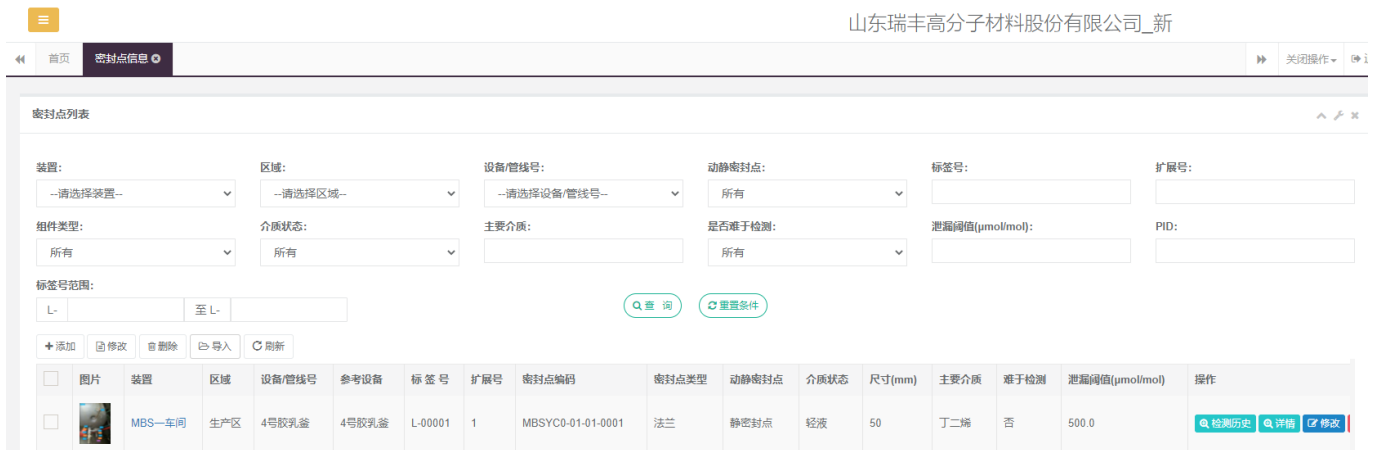 山东瑞丰高分子材料股份有限公司_新
首页 密封点信息 关闭操作
密封点列表
装置: 区域: 设备/管线号: 动静密封点: 标签号: 扩展号:
--请选择装置-- --请选择区域-- --请选择设备/管线号-- 所有
组件类型: 介质状态: 主要介质: 是否难于检测: 泄漏阈值(μmol/mol): PID:
所有 所有 所有
标签号范围:
L- 至 L- 查 询 重置条件
添加 修改 删除 导入 刷新
图片 装置 区域 设备/管线号 参考设备 标 签 号 扩展号 密封点编码 密封点类型 动静密封点 介质状态 尺寸(mm) 主要介质 难于检测 泄漏阈值(μmol/mol) 操作
MBS一车间 生产区 4号胶乳釜 4号胶乳釜 L-00001 1 MBSYC0-01-01-0001 法兰 静密封点 轻液 50 丁二烯 否 500.0 检测历史 详情 修改